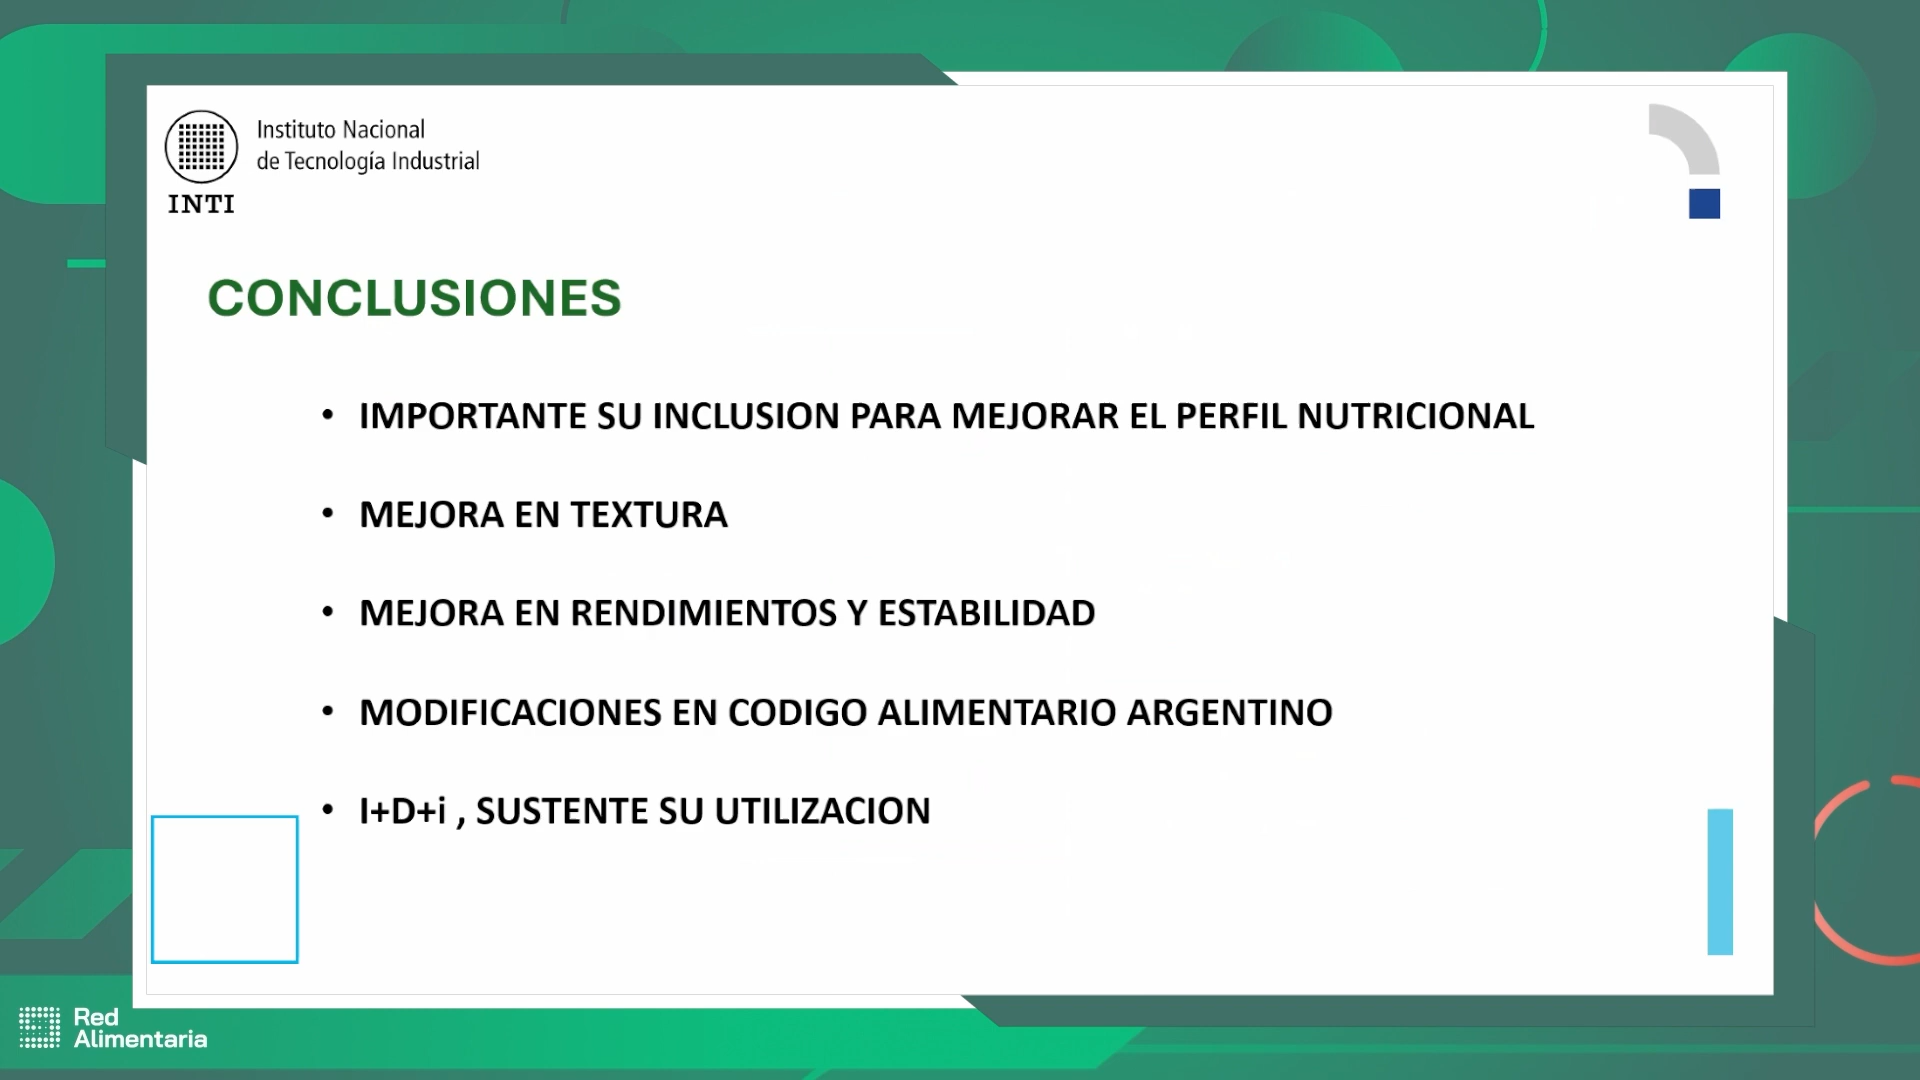 Instituto Nacional
de Tecnología Industrial
INTI
CONCLUSIONES
• IMPORTANTE SU INCLUSION PARA MEJORAR EL PERFIL NUTRICIONAL
• MEJORA EN TEXTURA
• MEJORA EN RENDIMIENTOS Y ESTABILIDAD
• MODIFICACIONES EN CODIGO ALIMENTARIO ARGENTINO
• I+D+i , SUSTENTE SU UTILIZACION
Red
Alimentaria